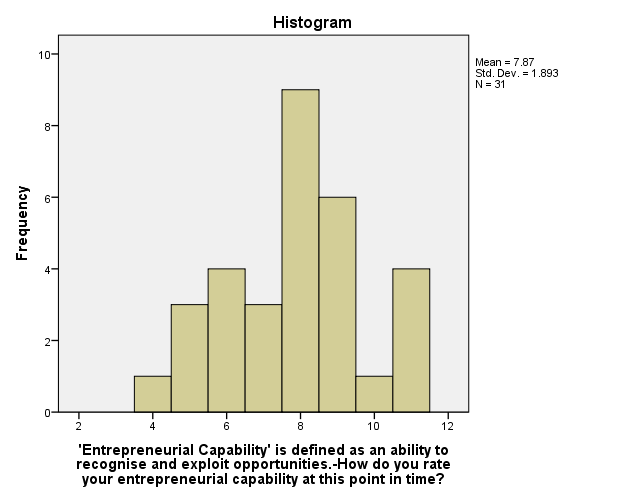 Histogram
Mean = 7.87
Std. Dev. = 1.893
N = 31
10
8
6
4
2
0
Frequency
2 4 6 8 10 12
'Entrepreneurial Capability' is defined as an ability to
recognise and exploit opportunities.-How do you rate
your entrepreneurial capability at this point in time?